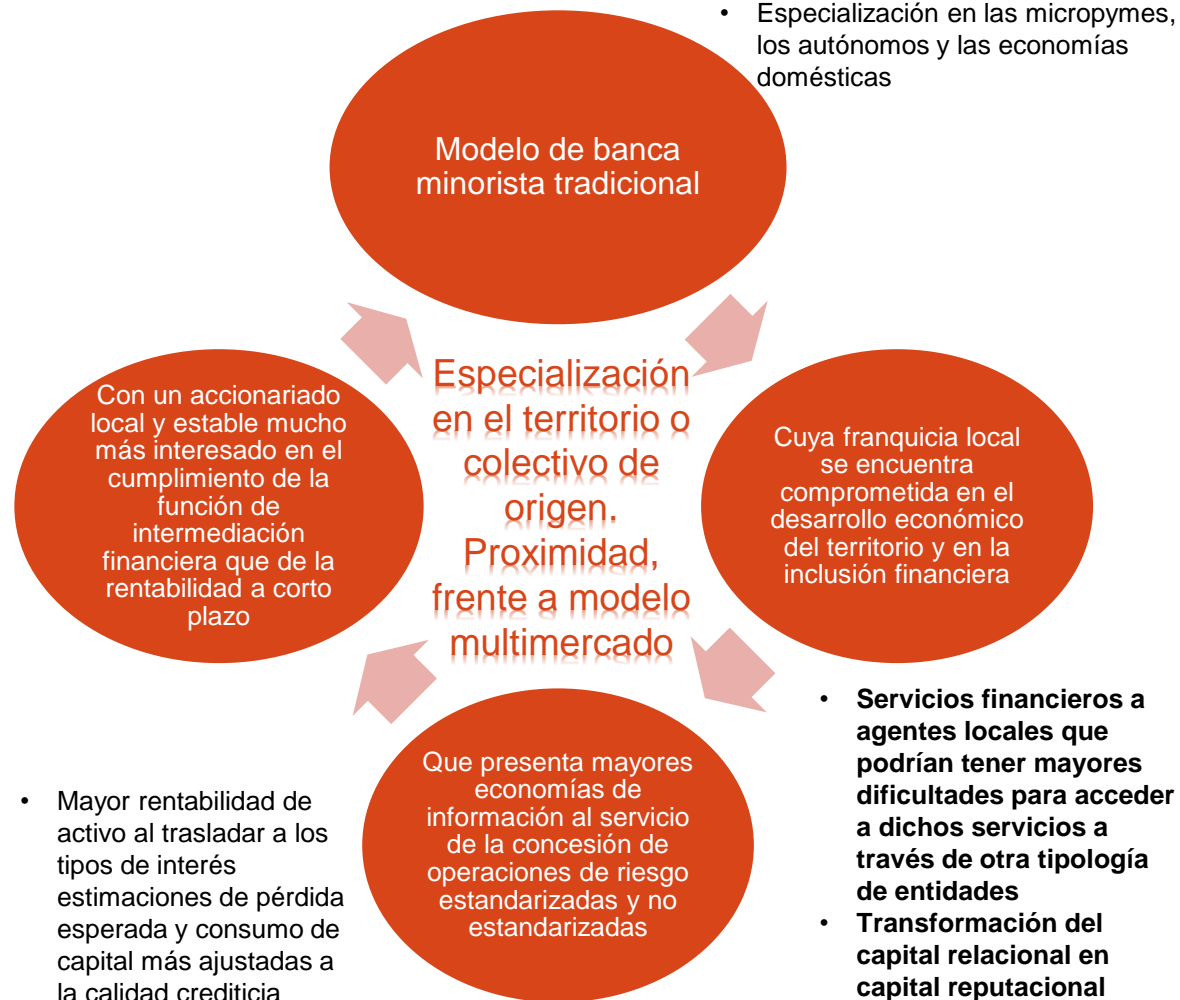 • Especialización en las micropymes,
los autónomos y las economías
domésticas
Modelo de banca
minorista tradicional
Con un accionariado
local y estable mucho
más interesado en el
cumplimiento de la
función de
intermediación
financiera que de la
rentabilidad a corto
plazo
Especialización
en el territorio o
colectivo de
origen.
Proximidad,
frente a modelo
multimercado
Cuya franquicia local
se encuentra
comprometida en el
desarrollo económico
del territorio y en la
inclusión financiera
Que presenta mayores
economías de
información al servicio
de la concesión de
operaciones de riesgo
estandarizadas y no
estandarizadas
• Mayor rentabilidad de
activo al trasladar a los
tipos de interés
estimaciones de pérdida
esperada y consumo de
capital más ajustadas a
la calidad crediticia
• Servicios financieros a
agentes locales que
podrían tener mayores
dificultades para acceder
a dichos servicios a
través de otra tipología
de entidades
• Transformación del
capital relacional en
capital reputacional